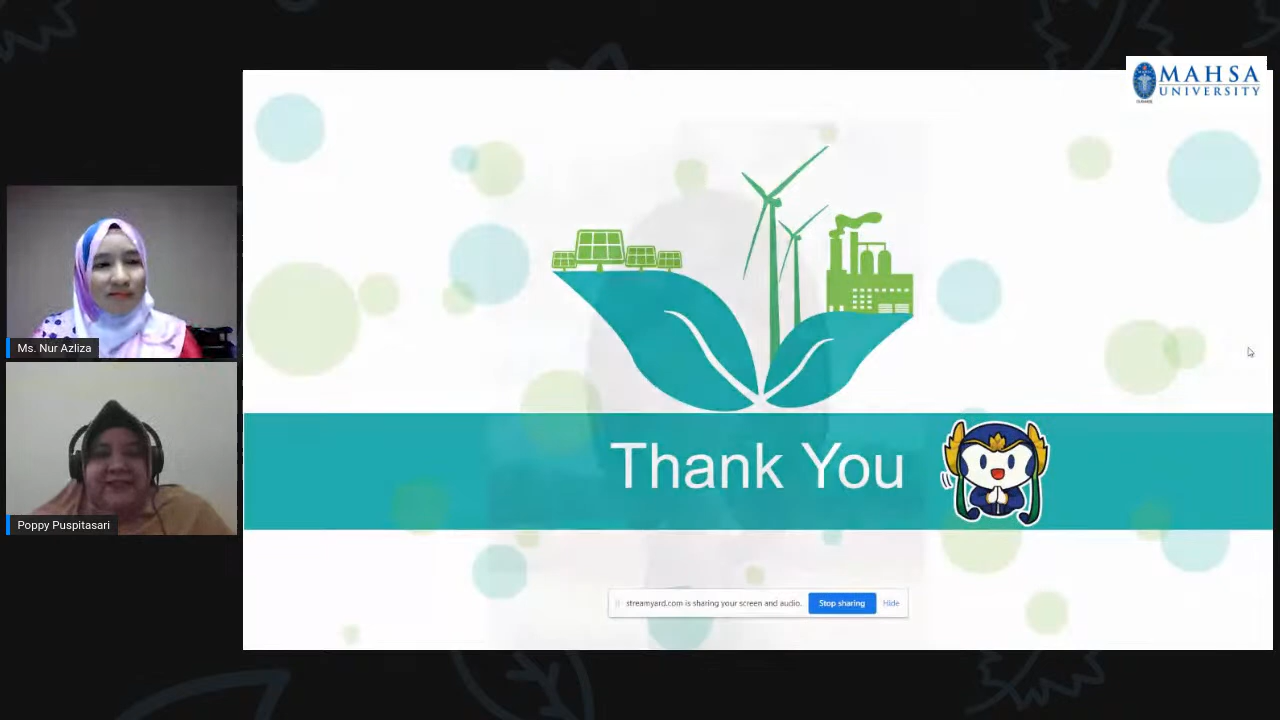 MAHSA
UNIVERSITY
Ms. Nur Azliza
Poppy Puspitasari
Thank You
streamyard.com is sharing your screen and audio.
Stop sharing
Hide